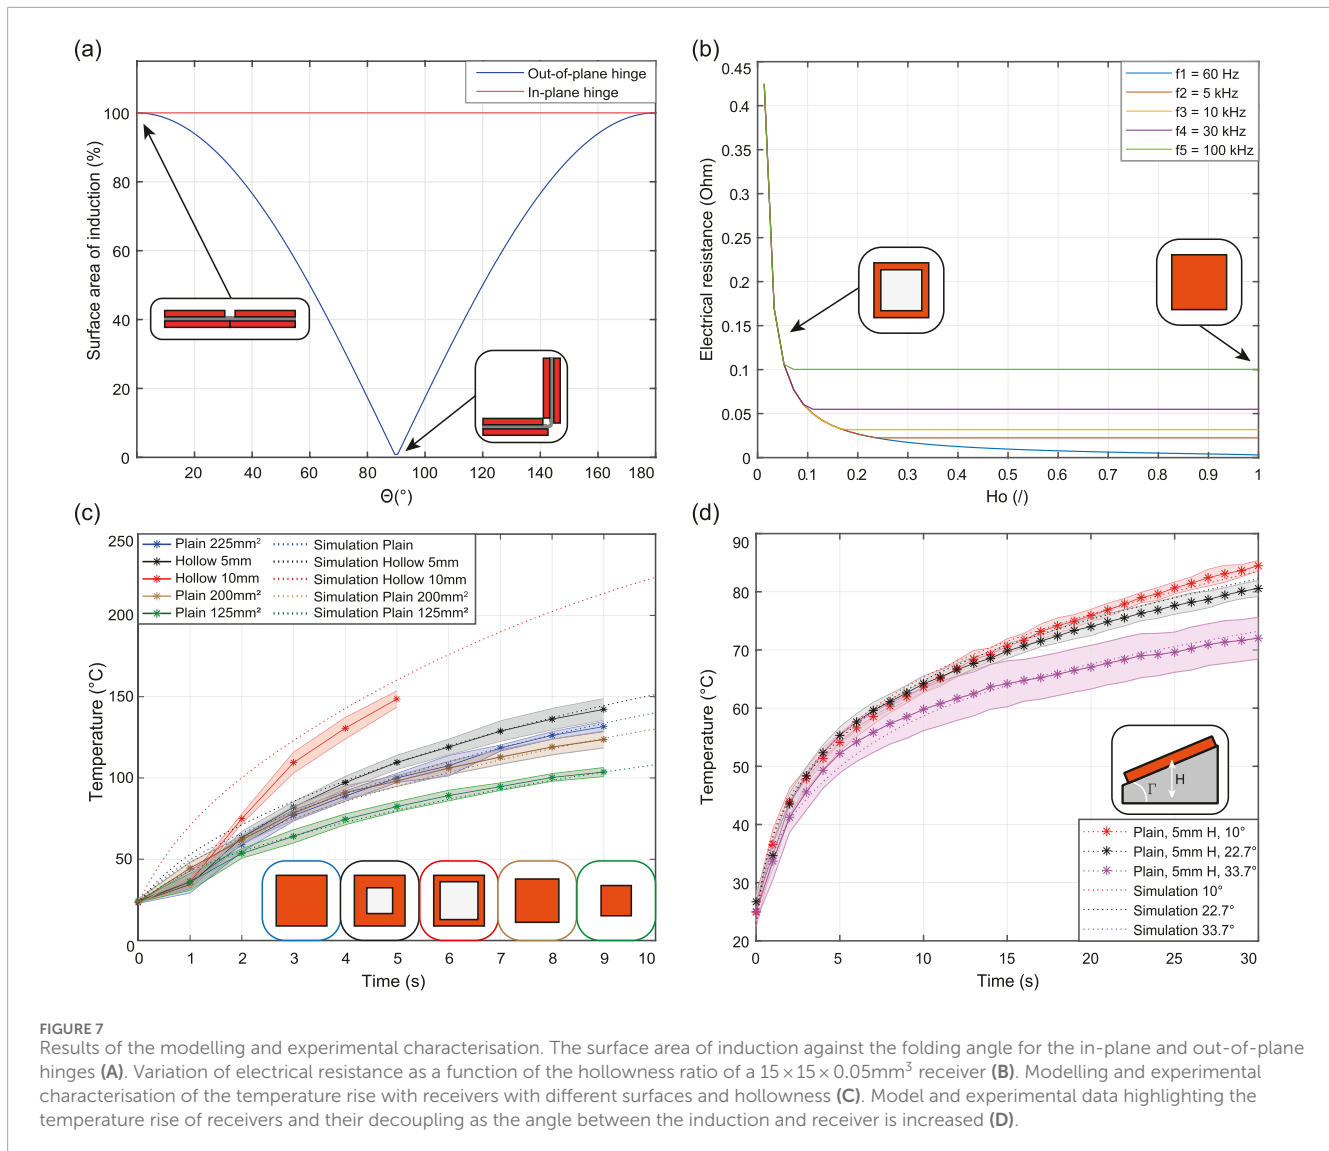 (a)
Out-of-plane hinge
In-plane hinge
Surface area of induction (%)
100
80
60
40
20
0
20 40 60 80 100 120 140 160 180
Θ(°)
(b)
f1 = 60 Hz
f2 = 5 kHz
f3 = 10 kHz
f4 = 30 kHz
f5 = 100 kHz
Electrical resistance (Ohm)
0.45
0.4
0.35
0.3
0.25
0.2
0.15
0.1
0.05
0
0 0.1 0.2 0.3 0.4 0.5 0.6 0.7 0.8 0.9 1
Ho (/)
(c)
Plain 225mm²
Hollow 5mm
Hollow 10mm
Plain 200mm²
Plain 125mm²
Simulation Plain
Simulation Hollow 5mm
Simulation Hollow 10mm
Simulation Plain 200mm²
Simulation Plain 125mm²
Temperature (°C)
250
200
150
100
50
0
0 1 2 3 4 5 6 7 8 9 10
Time (s)
(d)
Temperature (°C)
90
80
70
60
50
40
30
20
Γ
H
Plain, 5mm H, 10°
Plain, 5mm H, 22.7°
Plain, 5mm H, 33.7°
Simulation 10°
Simulation 22.7°
Simulation 33.7°
0 5 10 15 20 25 30
Time (s)
FIGURE 7
Results of the modelling and experimental characterisation. The surface area of induction against the folding angle for the in-plane and out-of-plane
hinges (A). Variation of electrical resistance as a function of the hollowness ratio of a 15×15×0.05mm³ receiver (B). Modelling and experimental
characterisation of the temperature rise with receivers with different surfaces and hollowness (C). Model and experimental data highlighting the
temperature rise of receivers and their decoupling as the angle between the induction and receiver is increased (D).